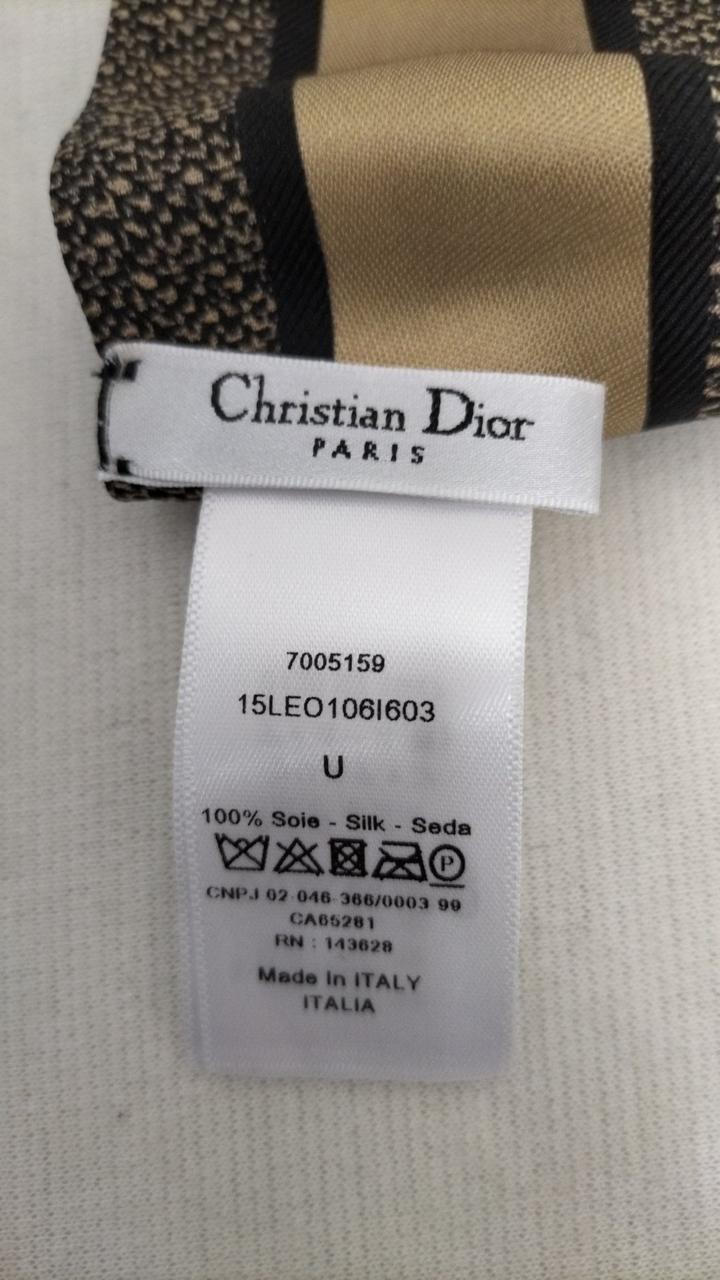 Christian Dior
PARIS
7005159
15LEO106I603
U
100% Soie - Silk - Seda
P
CNPJ 02 046 366/0003 99
CA65281
RN : 143628
Made in ITALY
ITALIA